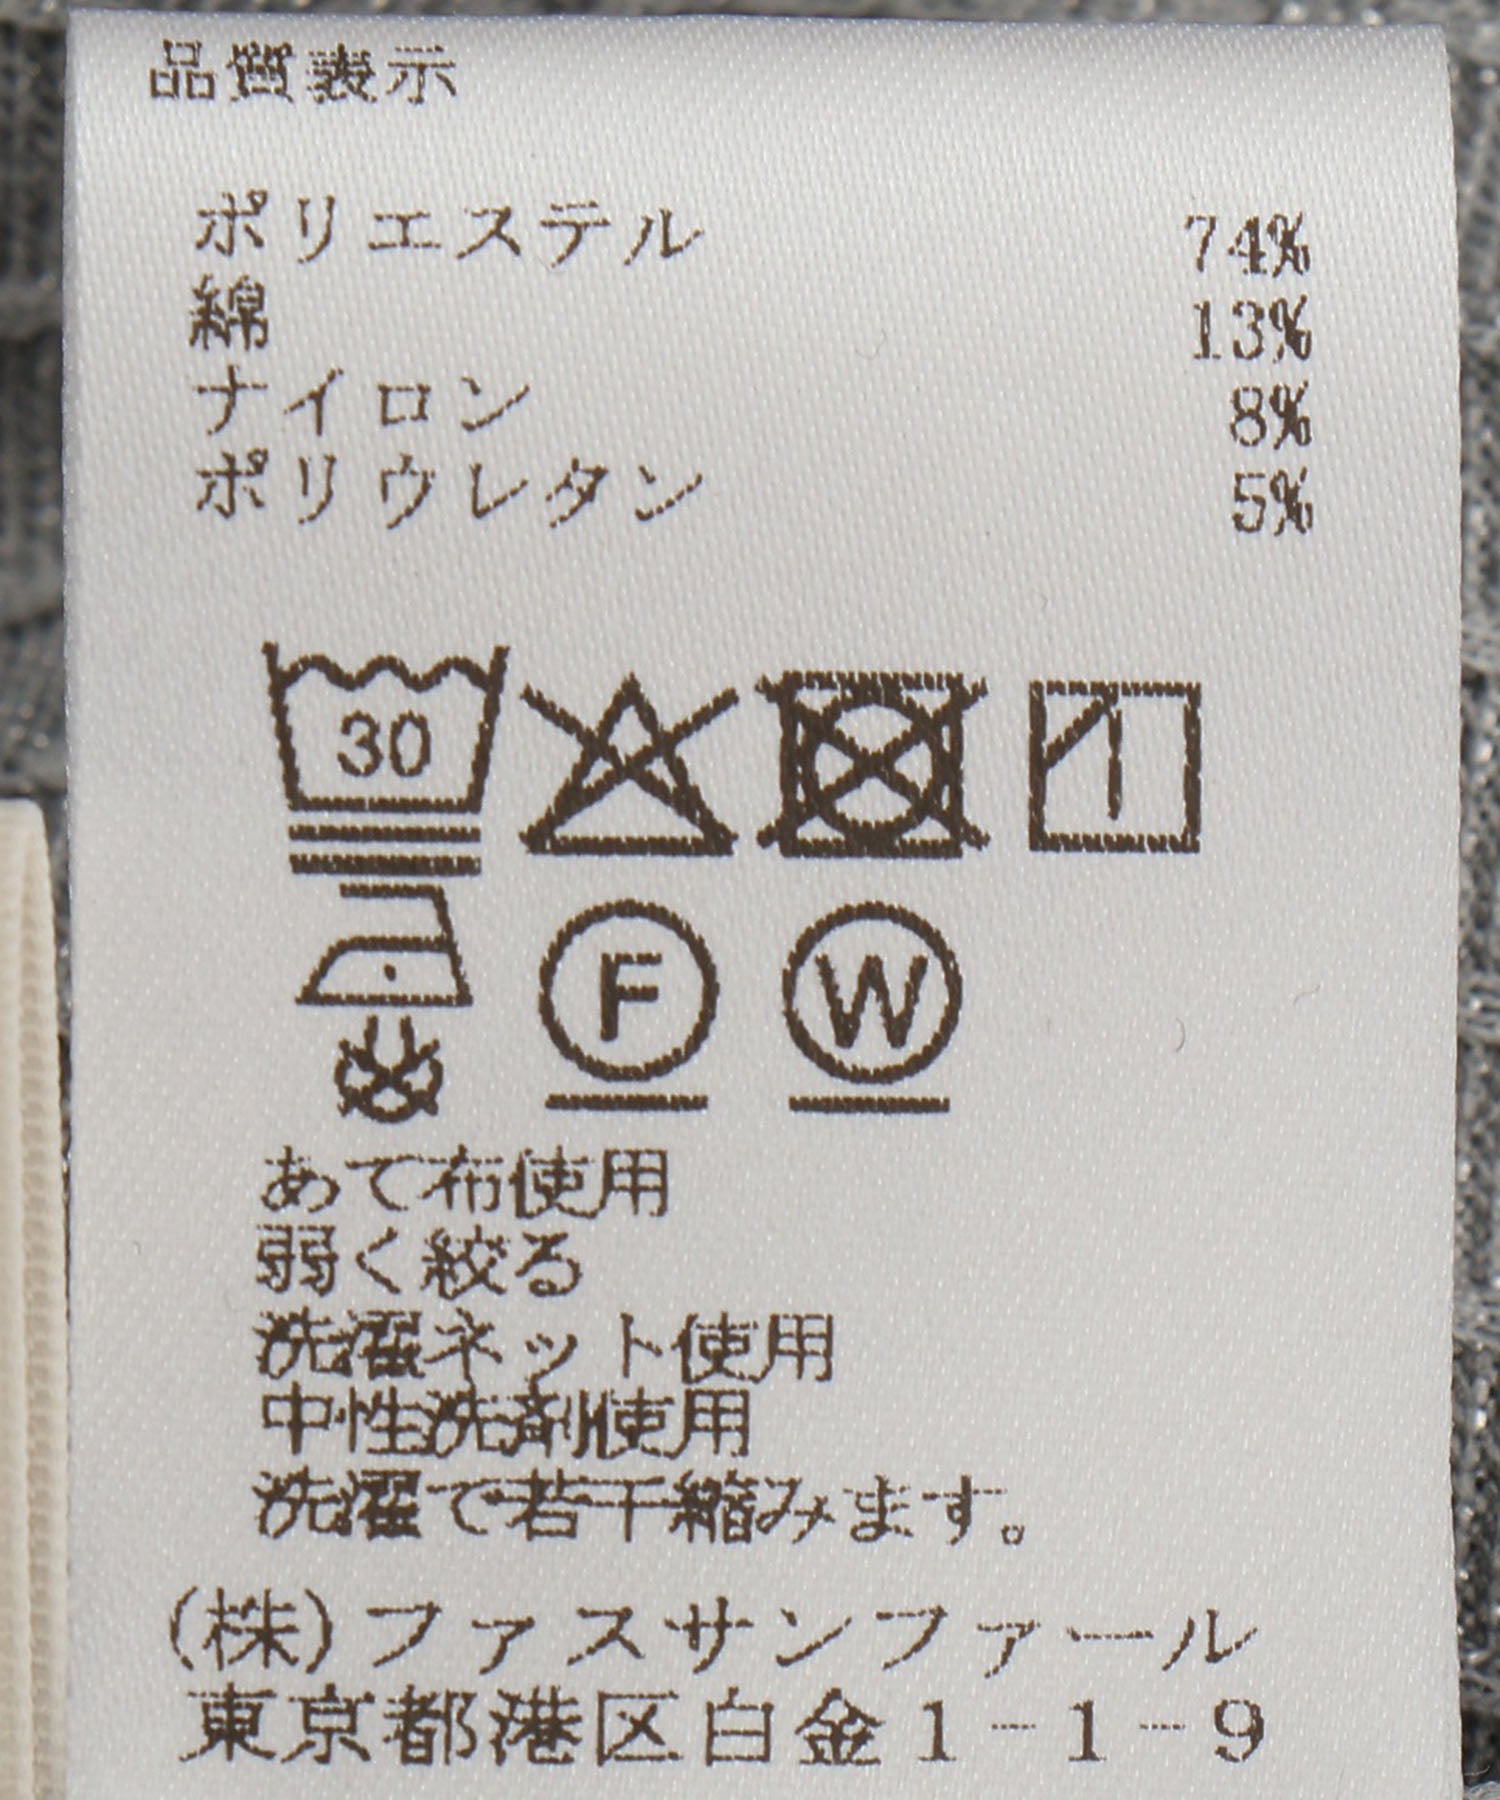 品質表示
ポリエステル 74%
綿 13%
ナイロン 8%
ポリウレタン 5%
30
F W
あて布使用
弱く絞る
洗濯ネット使用
中性洗剤使用
洗濯で若干縮みます。
(株)ファスサンファール
東京都港区白金1-1-9